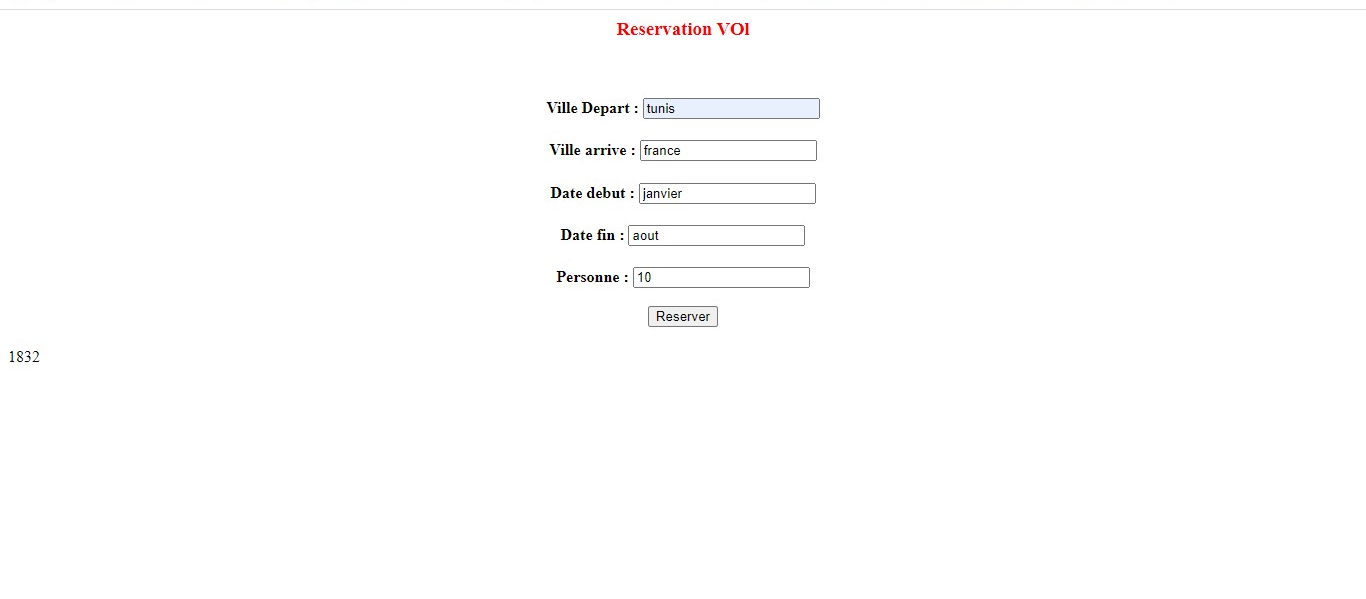 Reservation VOl
Ville Depart : tunis
Ville arrive : france
Date debut : janvier
Date fin : aout
Personne : 10
Reserver
1832